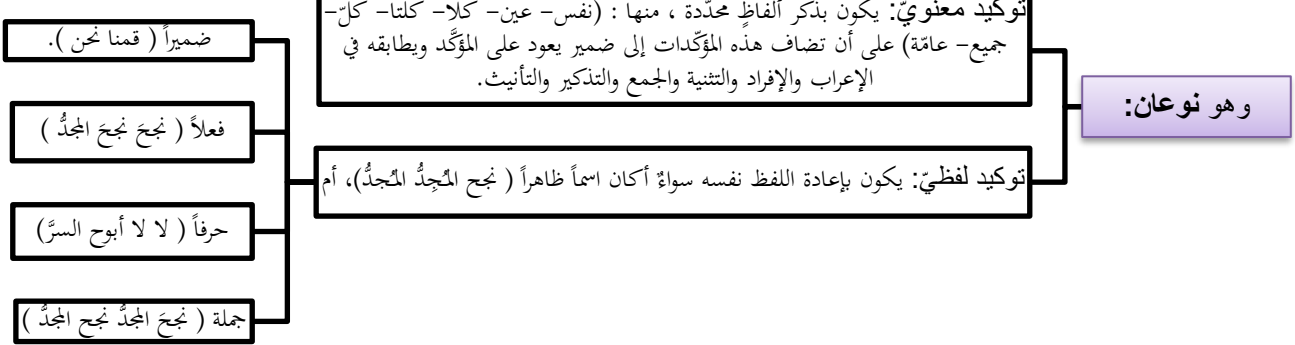 وهو نوعان:
توكيد معنويّ: يكون بذكر ألفاظٍ محدّدة ، منها : (نفس– عين– كلا– كلتا– كلّ–
جميع– عامّة) على أن تضاف هذه المؤكّدات إلى ضمير يعود على المؤكَّد ويطابقه في
الإعراب والإفراد والتثنية والجمع والتذكير والتأنيث.
توكيد لفظيّ: يكون بإعادة اللفظ نفسه سواءٌ أكان اسماً ظاهراً ( نجح المُجِدُّ المُجدُّ)، أم
ضميراً ( قمنا نحن ).
فعلاً ( نجحَ نجحَ المجدُّ )
حرفاً ( لا لا أبوح السرَّ)
جملة ( نجحَ المجدُّ نجح المجدُّ )